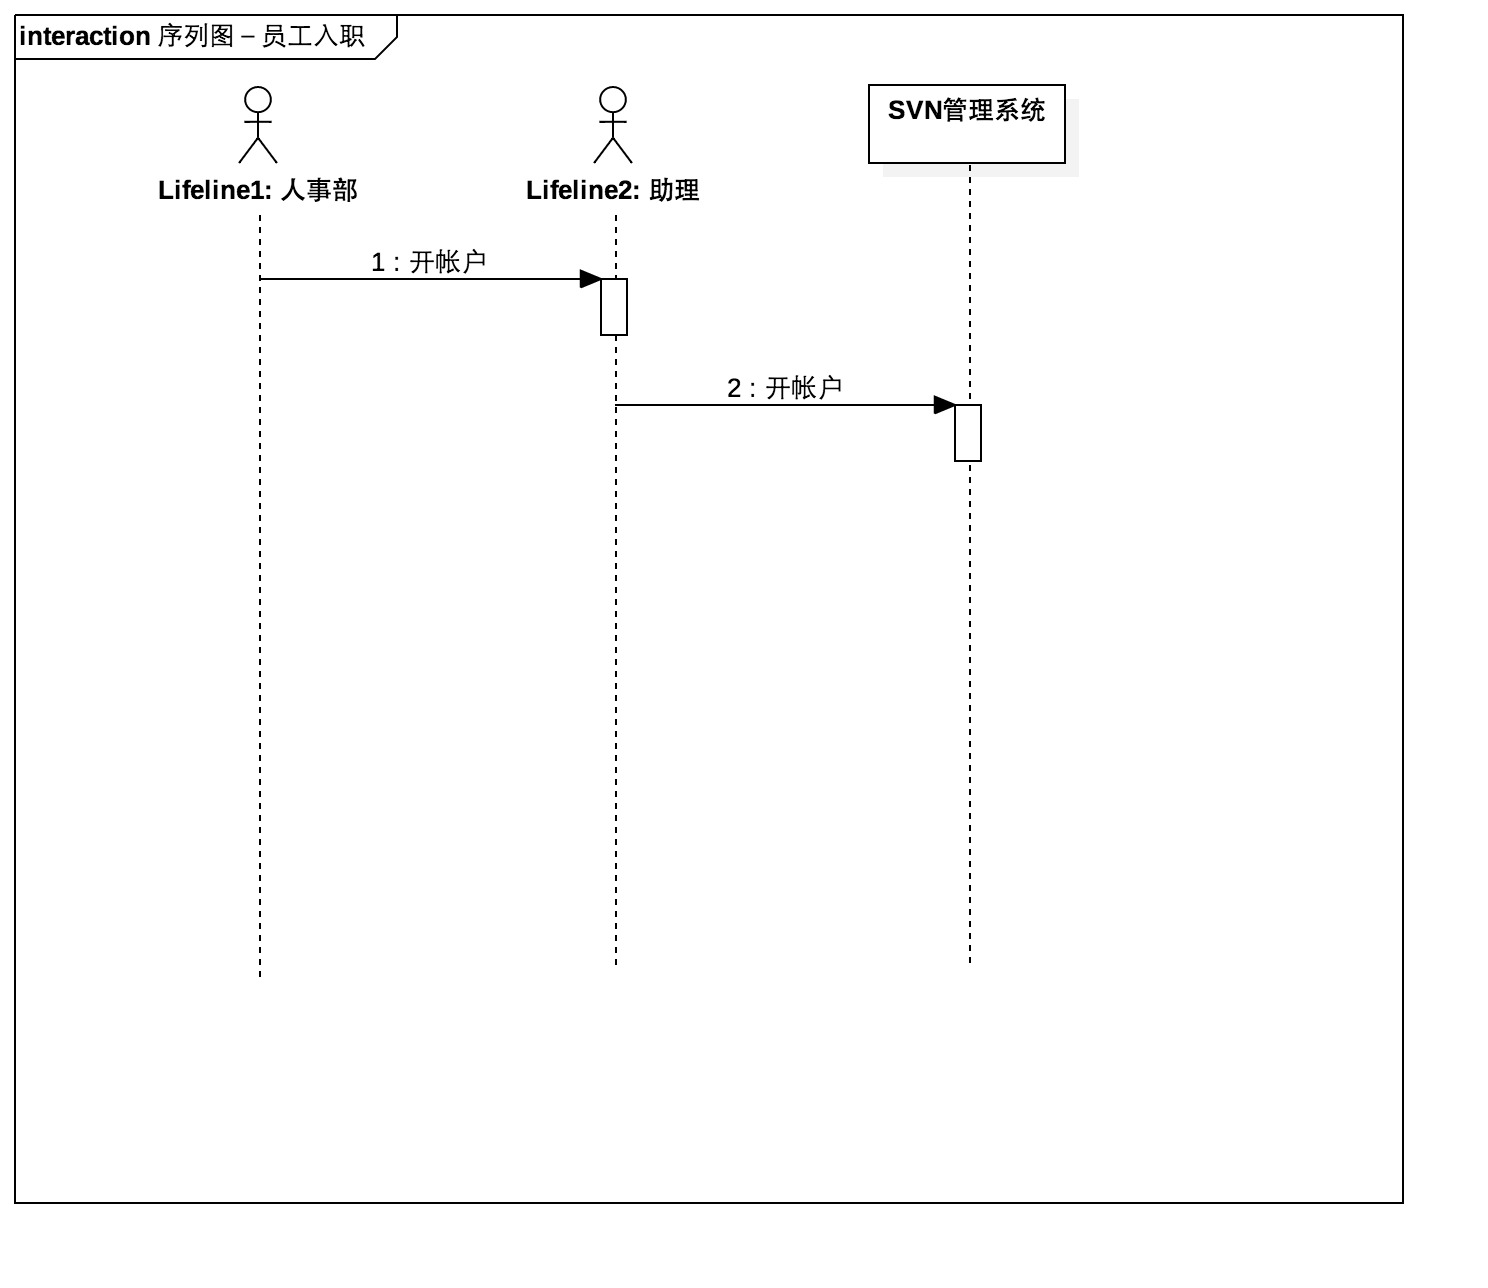 interaction 序列图 – 员工入职
SVN管理系统
Lifeline1: 人事部
Lifeline2: 助理
1 : 开帐户
2 : 开帐户